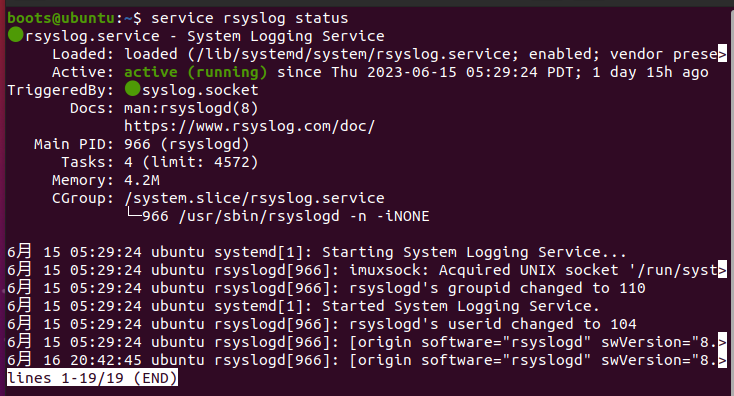 boots@ubuntu:~$ service rsyslog status
●rsyslog.service - System Logging Service
     Loaded: loaded (/lib/systemd/system/rsyslog.service; enabled; vendor prese>
     Active: active (running) since Thu 2023-06-15 05:29:24 PDT; 1 day 15h ago
TriggeredBy: ●syslog.socket
       Docs: man:rsyslogd(8)
             https://www.rsyslog.com/doc/
   Main PID: 966 (rsyslogd)
      Tasks: 4 (limit: 4572)
     Memory: 4.2M
     CGroup: /system.slice/rsyslog.service
             └─966 /usr/sbin/rsyslogd -n -iNONE
6月 15 05:29:24 ubuntu systemd[1]: Starting System Logging Service...
6月 15 05:29:24 ubuntu rsyslogd[966]: imuxsock: Acquired UNIX socket '/run/syst>
6月 15 05:29:24 ubuntu rsyslogd[966]: rsyslogd's groupid changed to 110
6月 15 05:29:24 ubuntu systemd[1]: Started System Logging Service.
6月 15 05:29:24 ubuntu rsyslogd[966]: rsyslogd's userid changed to 104
6月 15 05:29:24 ubuntu rsyslogd[966]: [origin software="rsyslogd" swVersion="8.>
6月 16 20:42:45 ubuntu rsyslogd[966]: [origin software="rsyslogd" swVersion="8.>
lines 1-19/19 (END)